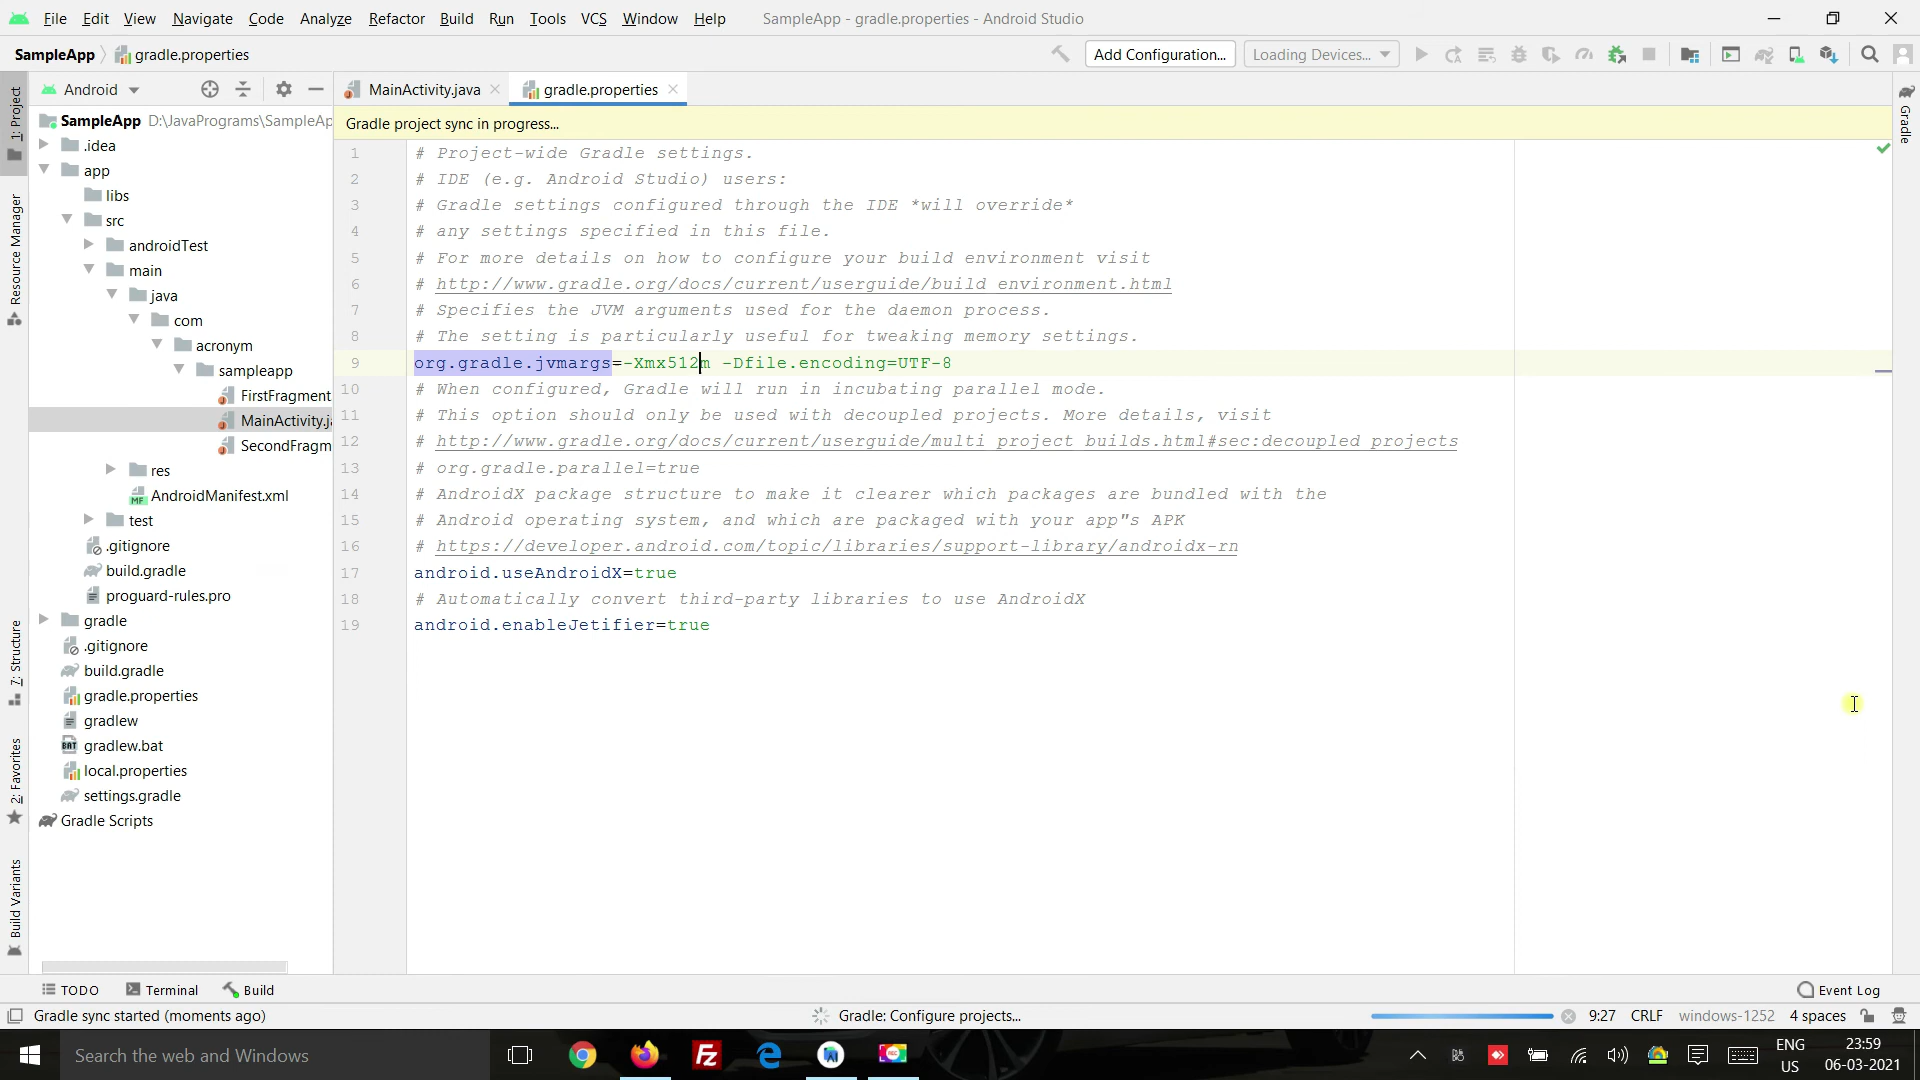 File Edit View Navigate Code Analyze Refactor Build Run Tools VCS Window Help SampleApp - gradle.properties - Android Studio
SampleApp gradle.properties Add Configuration... Loading Devices...
Android MainActivity.java gradle.properties
Gradle project sync in progress...
1: Project
Resource Manager
7: Structure
2: Favorites
Build Variants
Gradle
SampleApp D:\JavaPrograms\SampleAp
.idea
app
libs
src
androidTest
main
java
com
acronym
sampleapp
FirstFragment
MainActivity.j
SecondFragm
res
MF AndroidManifest.xml
test
.gitignore
build.gradle
proguard-rules.pro
gradle
.gitignore
build.gradle
gradle.properties
gradlew
BAT gradlew.bat
local.properties
settings.gradle
Gradle Scripts
1 # Project-wide Gradle settings.
2 # IDE (e.g. Android Studio) users:
3 # Gradle settings configured through the IDE *will override*
4 # any settings specified in this file.
5 # For more details on how to configure your build environment visit
6 # http://www.gradle.org/docs/current/userguide/build_environment.html
7 # Specifies the JVM arguments used for the daemon process.
8 # The setting is particularly useful for tweaking memory settings.
9 org.gradle.jvmargs=-Xmx512m -Dfile.encoding=UTF-8
10 # When configured, Gradle will run in incubating parallel mode.
11 # This option should only be used with decoupled projects. More details, visit
12 # http://www.gradle.org/docs/current/userguide/multi_project_builds.html#sec:decoupled_projects
13 # org.gradle.parallel=true
14 # AndroidX package structure to make it clearer which packages are bundled with the
15 # Android operating system, and which are packaged with your app"s APK
16 # https://developer.android.com/topic/libraries/support-library/androidx-rn
17 android.useAndroidX=true
18 # Automatically convert third-party libraries to use AndroidX
19 android.enableJetifier=true
TODO Terminal Build Event Log
Gradle sync started (moments ago) Gradle: Configure projects... 9:27 CRLF windows-1252 4 spaces
Search the web and Windows
ENG
US
23:59
06-03-2021